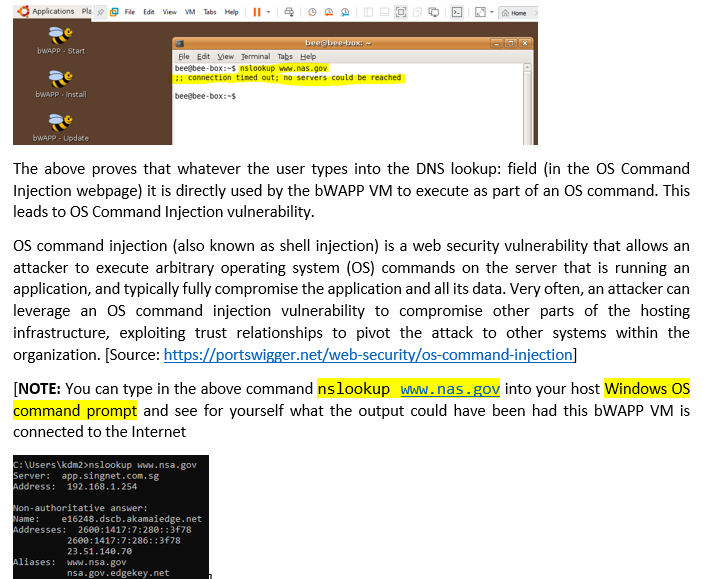 Applications Pla File Edit View VM Tabs Help Home
bWAPP - Start
bee@bee-box: ~
File Edit View Terminal Tabs Help
bee@bee-box:~$ nslookup www.nas.gov
;; connection timed out; no servers could be reached
bWAPP - Install
bee@bee-box:~$
bWAPP - Update
The above proves that whatever the user types into the DNS lookup: field (in the OS Command
Injection webpage) it is directly used by the bWAPP VM to execute as part of an OS command. This
leads to OS Command Injection vulnerability.
OS command injection (also known as shell injection) is a web security vulnerability that allows an
attacker to execute arbitrary operating system (OS) commands on the server that is running an
application, and typically fully compromise the application and all its data. Very often, an attacker can
leverage an OS command injection vulnerability to compromise other parts of the hosting
infrastructure, exploiting trust relationships to pivot the attack to other systems within the
organization. [Source: https://portswigger.net/web-security/os-command-injection]
[NOTE: You can type in the above command nslookup www.nas.gov into your host Windows OS
command prompt and see for yourself what the output could have been had this bWAPP VM is
connected to the Internet
C:\Users\kdm2>nslookup www.nsa.gov
Server: app.singnet.com.sg
Address: 192.168.1.254
Non-authoritative answer:
Name: e16248.dscb.akamaiedge.net
Addresses: 2600:1417:7:280::3f78
2600:1417:7:286::3f78
23.51.140.70
Aliases: www.nsa.gov
nsa.gov.edgekey.net
]